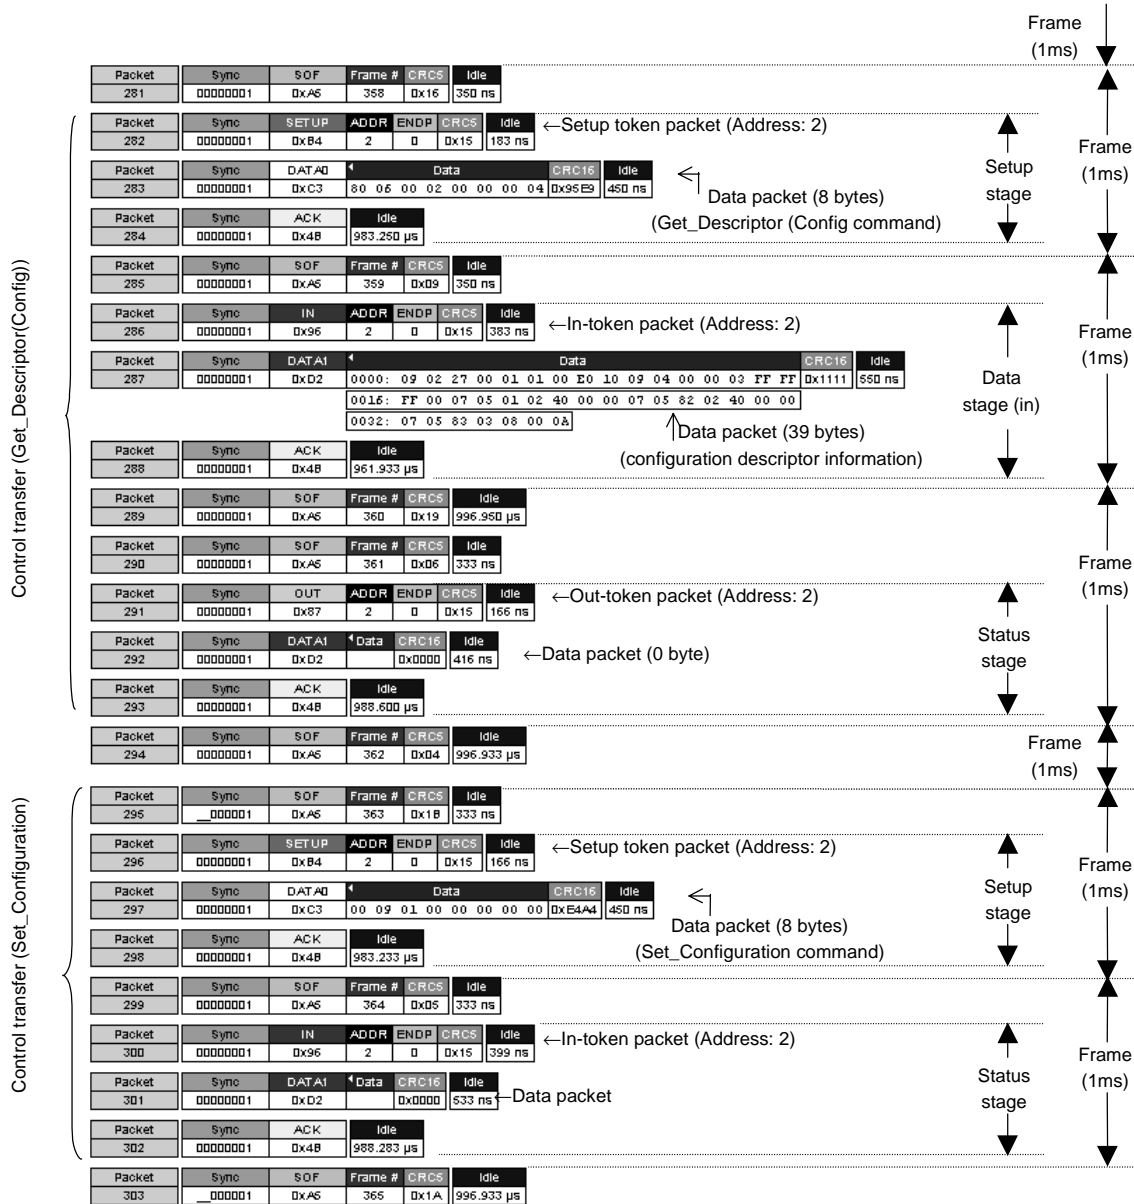 Frame
(1ms)
Packet Sync SOF Frame # CRC5 Idle
281 00000001 0xA5 358 0x16 350 ns
Packet Sync SETUP ADDR ENDP CRC5 Idle
282 00000001 0xB4 2 0 0x15 183 ns
←Setup token packet (Address: 2)
Packet Sync DATA0 Data CRC16 Idle
283 00000001 0xC3 80 06 00 02 00 00 00 04 0x95E9 450 ns
Data packet (8 bytes)
(Get_Descriptor (Config command)
Packet Sync ACK Idle
284 00000001 0x4B 983.250 µs
Setup
stage
Frame
(1ms)
Packet Sync SOF Frame # CRC5 Idle
285 00000001 0xA5 359 0x09 350 ns
Packet Sync IN ADDR ENDP CRC5 Idle
286 00000001 0x96 2 0 0x15 383 ns
←In-token packet (Address: 2)
Packet Sync DATA1 Data CRC16 Idle
287 00000001 0xD2 0000: 09 02 27 00 01 01 00 E0 10 09 04 00 00 03 FF FF 0x1111 550 ns
0016: FF 00 07 05 01 02 40 00 00 07 05 82 02 40 00 00
0032: 07 05 83 03 08 00 0A
Data packet (39 bytes)
(configuration descriptor information)
Packet Sync ACK Idle
288 00000001 0x4B 961.933 µs
Data
stage (in)
Frame
(1ms)
Packet Sync SOF Frame # CRC5 Idle
289 00000001 0xA5 360 0x19 996.950 µs
Packet Sync SOF Frame # CRC5 Idle
290 00000001 0xA5 361 0x06 333 ns
Packet Sync OUT ADDR ENDP CRC5 Idle
291 00000001 0x87 2 0 0x15 166 ns
←Out-token packet (Address: 2)
Packet Sync DATA1 Data CRC16 Idle
292 00000001 0xD2 0x0000 416 ns
←Data packet (0 byte)
Packet Sync ACK Idle
293 00000001 0x4B 988.600 µs
Status
stage
Frame
(1ms)
Control transfer (Get_Descriptor(Config))
Packet Sync SOF Frame # CRC5 Idle
294 00000001 0xA5 362 0x04 996.933 µs
Frame
(1ms)
Packet Sync SOF Frame # CRC5 Idle
295 __000001 0xA5 363 0x1B 333 ns
Packet Sync SETUP ADDR ENDP CRC5 Idle
296 00000001 0xB4 2 0 0x15 166 ns
←Setup token packet (Address: 2)
Packet Sync DATA0 Data CRC16 Idle
297 00000001 0xC3 00 09 01 00 00 00 00 00 0xE4A4 450 ns
Data packet (8 bytes)
(Set_Configuration command)
Packet Sync ACK Idle
298 00000001 0x4B 983.233 µs
Setup
stage
Frame
(1ms)
Packet Sync SOF Frame # CRC5 Idle
299 00000001 0xA5 364 0x05 333 ns
Packet Sync IN ADDR ENDP CRC5 Idle
300 00000001 0x96 2 0 0x15 399 ns
←In-token packet (Address: 2)
Packet Sync DATA1 Data CRC16 Idle
301 00000001 0xD2 0x0000 533 ns
←Data packet
Packet Sync ACK Idle
302 00000001 0x4B 988.283 µs
Status
stage
Frame
(1ms)
Control transfer (Set_Configuration)
Packet Sync SOF Frame # CRC5 Idle
303 __000001 0xA5 365 0x1A 996.933 µs